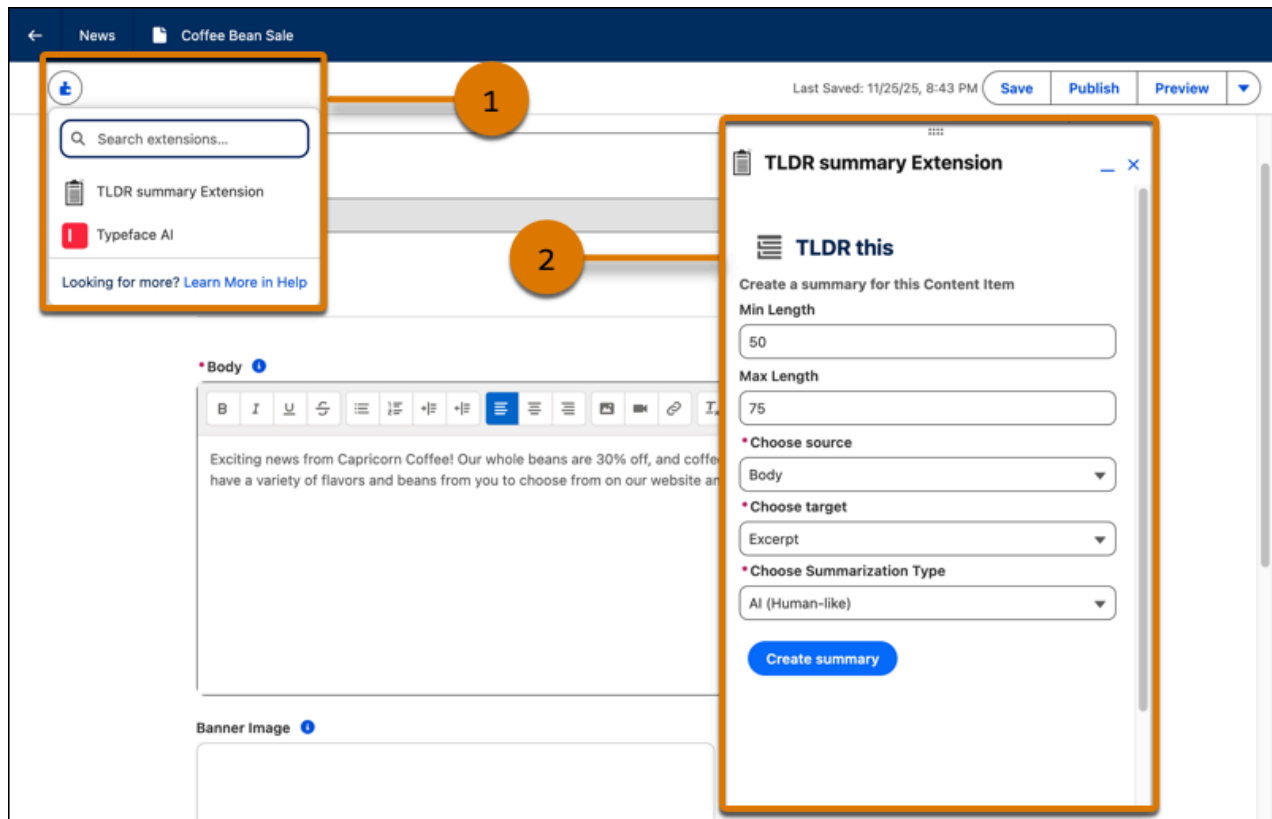 News
Coffee Bean Sale
Last Saved: 11/25/25, 8:43 PM
Save
Publish
Preview
1
Search extensions...
TLDR summary Extension
Typeface AI
Looking for more? Learn More in Help
2
*Body
B I U S
Exciting news from Capricorn Coffee! Our whole beans are 30% off, and
have a variety of flavors and beans from you to choose from on our website
Banner Image
TLDR summary Extension
TLDR this
Create a summary for this Content Item
Min Length
50
Max Length
75
*Choose source
Body
*Choose target
Excerpt
*Choose Summarization Type
AI (Human-like)
Create summary